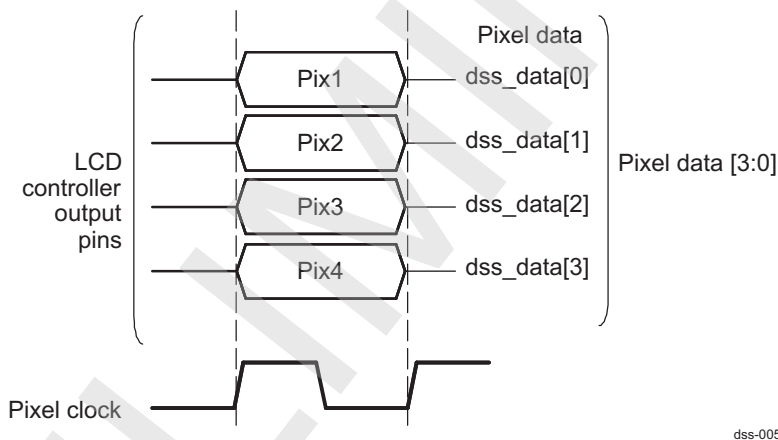 Pixel data
Pix1
dss_data[0]
Pix2
dss_data[1]
LCD
controller
output
pins
Pixel data [3:0]
Pix3
dss_data[2]
Pix4
dss_data[3]
Pixel clock
dss-005